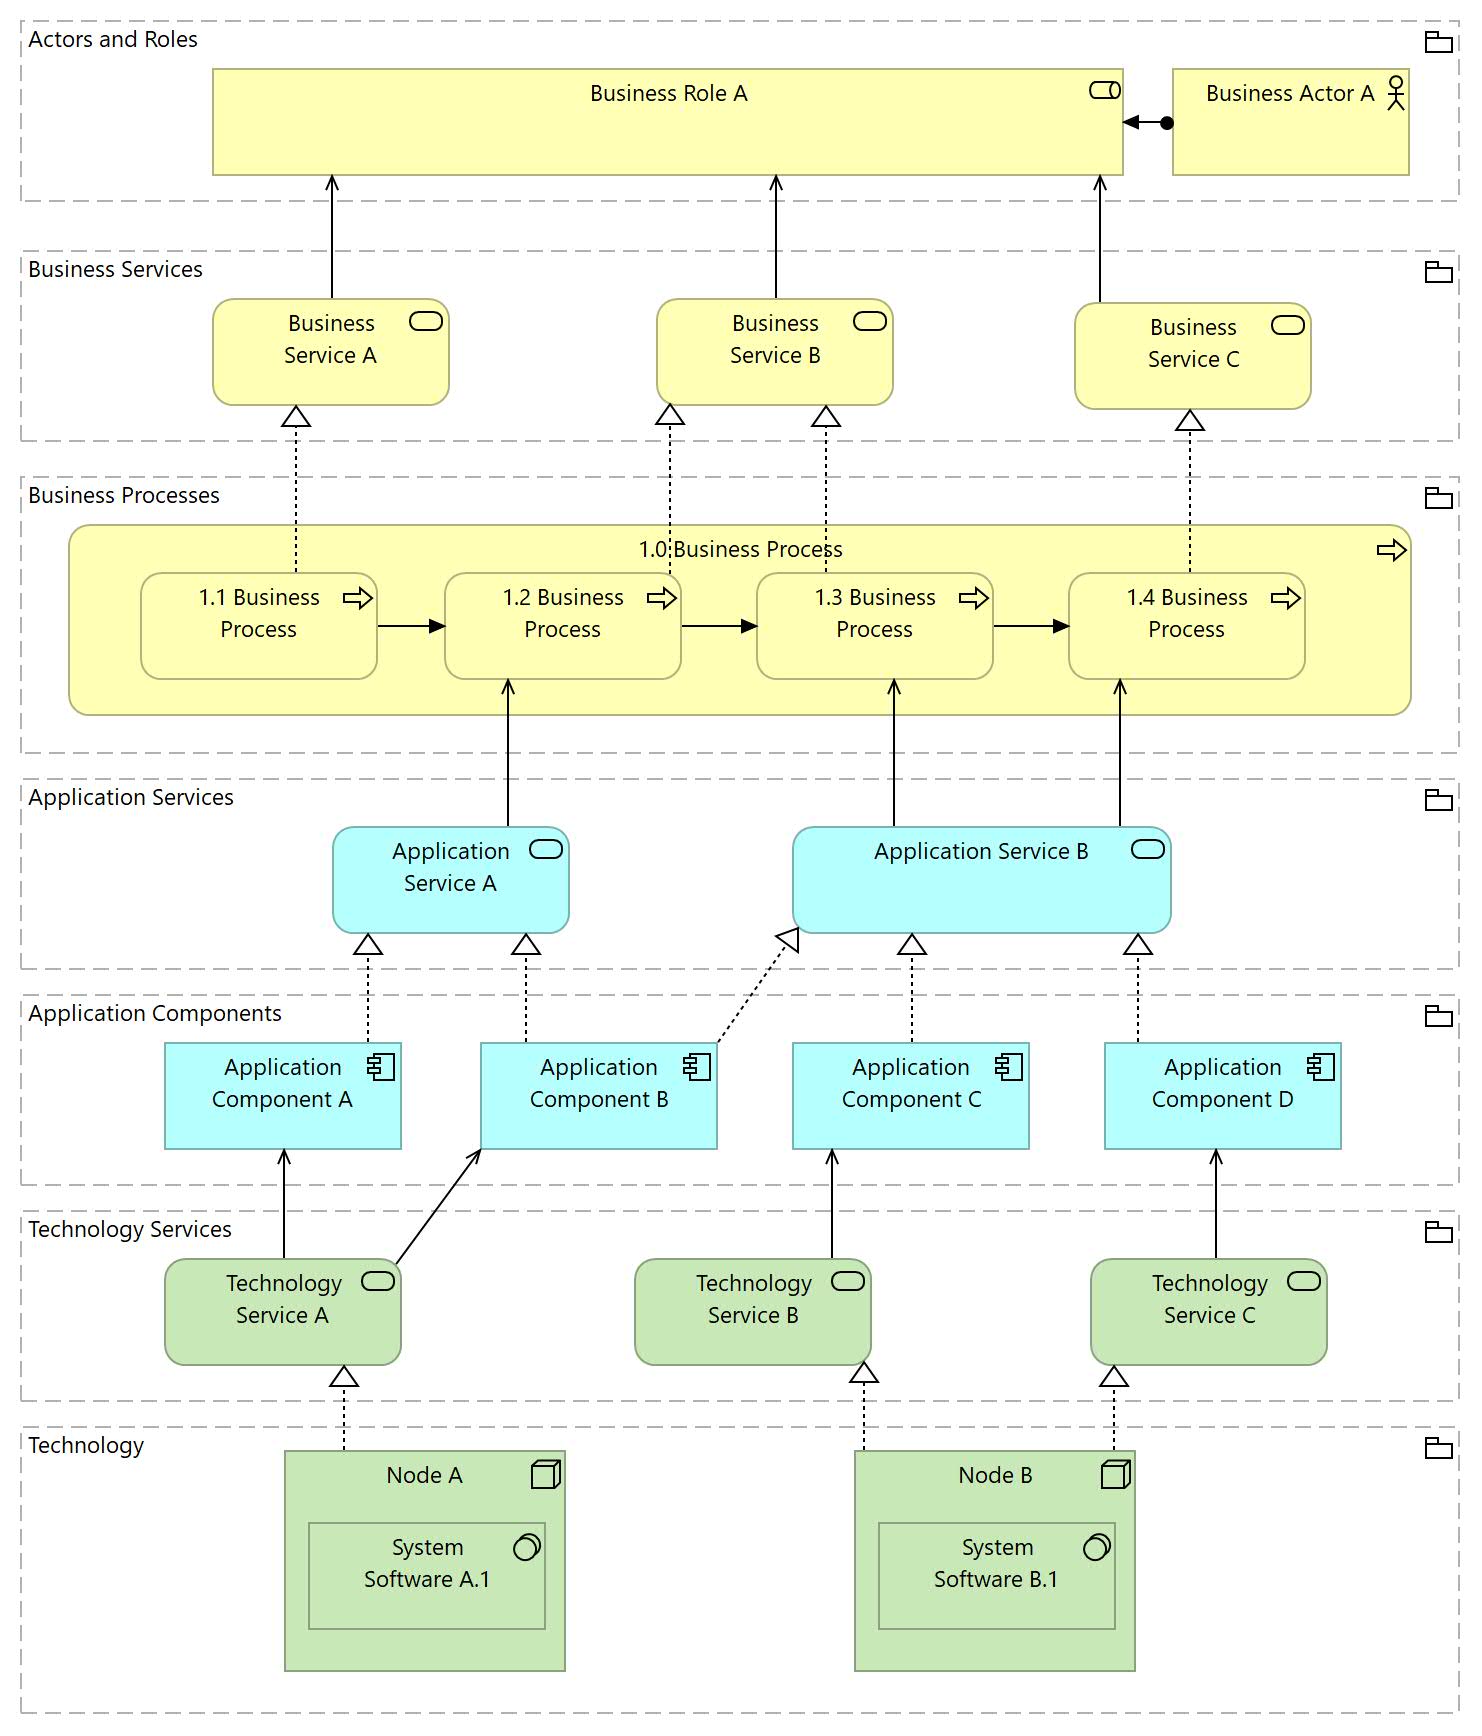 Actors and Roles
Business Role A
Business Actor A
Business Services
Business
Service A
Business
Service B
Business
Service C
Business Processes
1.0 Business Process
1.1 Business
Process
1.2 Business
Process
1.3 Business
Process
1.4 Business
Process
Application Services
Application
Service A
Application Service B
Application Components
Application
Component A
Application
Component B
Application
Component C
Application
Component D
Technology Services
Technology
Service A
Technology
Service B
Technology
Service C
Technology
Node A
System
Software A.1
Node B
System
Software B.1